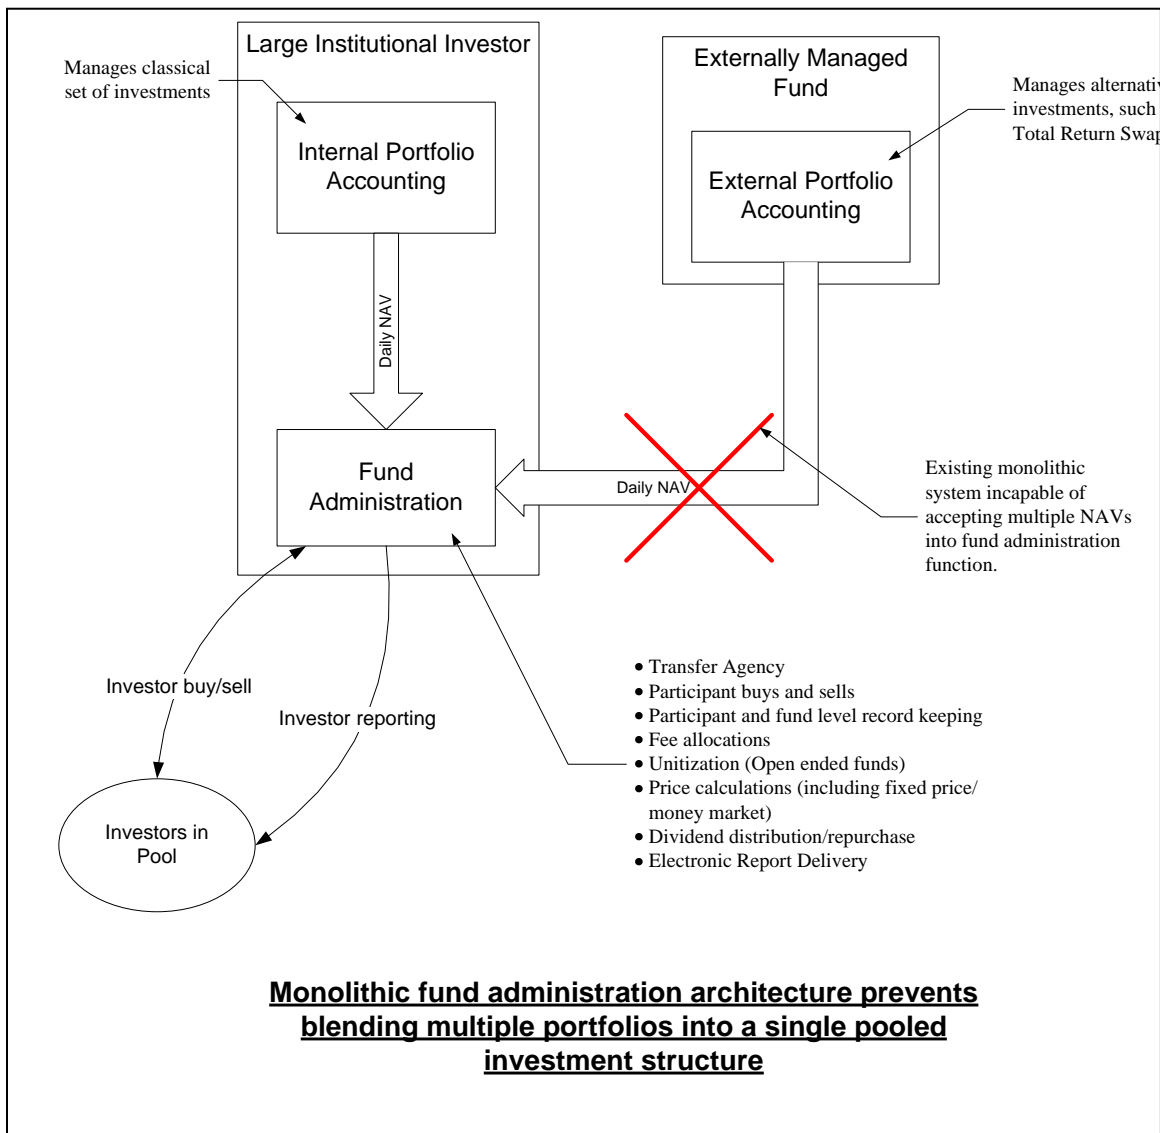 Large Institutional Investor
Manages classical
set of investments
Internal Portfolio
Accounting
Externally Managed
Fund
Manages
investments, such
Total Return
External Portfolio
Accounting
Daily NAV
Fund
Administration
Daily NAV
Existing monolithic
system incapable of
accepting multiple NAVs
into fund administration
function.
Investor buy/sell
Investor reporting
Investors in
Pool
• Transfer Agency
• Participant buys and sells
• Participant and fund level record keeping
• Fee allocations
• Unitization (Open ended funds)
• Price calculations (including fixed price/
money market)
• Dividend distribution/repurchase
• Electronic Report Delivery
Monolithic fund administration architecture prevents
blending multiple portfolios into a single pooled
investment structure